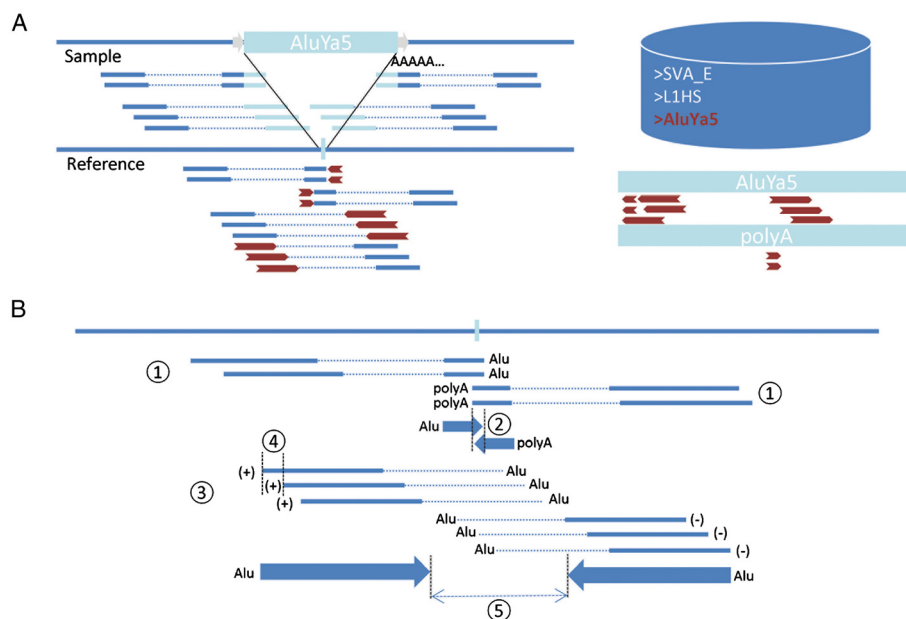 A
AluYa5
Sample
AAAAA...
Reference
>SVA_E
>L1HS
>AluYa5
AluYa5
polyA
B
① Alu
Alu
polyA ①
polyA
Alu ② polyA
④
③ (+) Alu
(+) Alu
(+) Alu
Alu (-)
Alu (-)
Alu (-)
Alu Alu
⑤